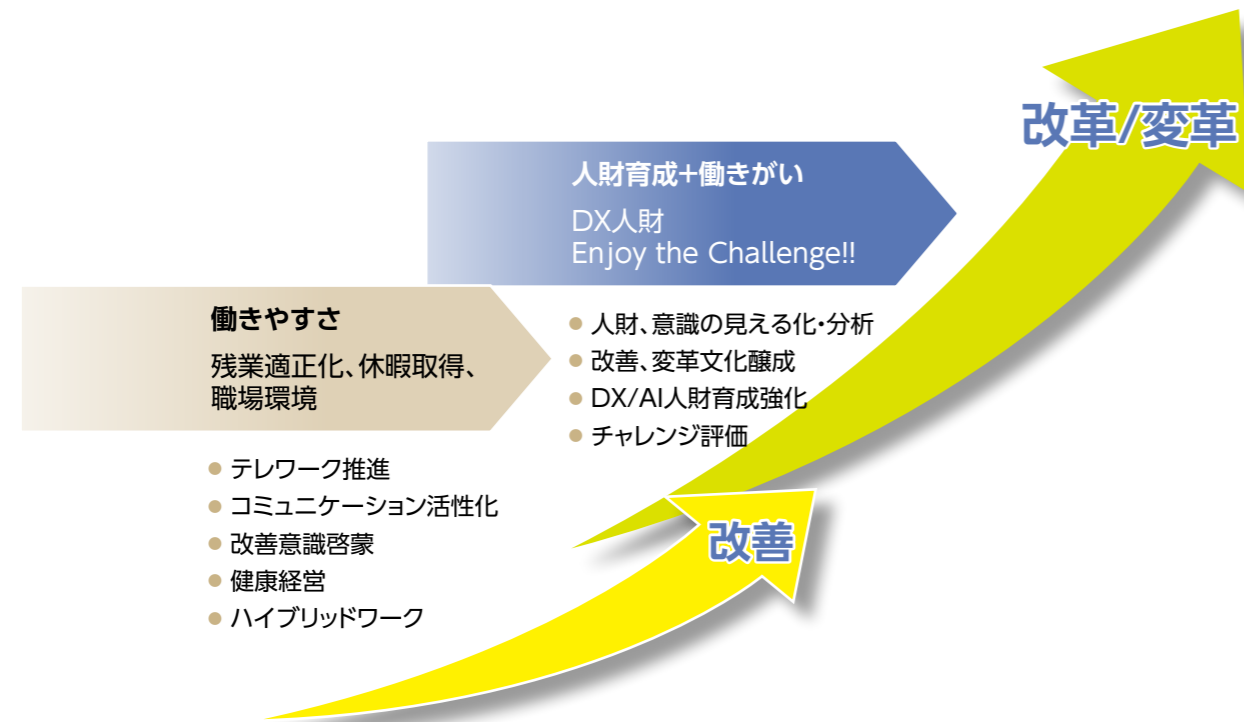 改革/変革
人財育成+働きがい
DX人財
Enjoy the Challenge!!
働きやすさ
残業適正化、休暇取得、
職場環境
● 人財、意識の見える化・分析
● 改善、変革文化醸成
● DX/AI人財育成強化
● チャレンジ評価
● テレワーク推進
● コミュニケーション活性化
● 改善意識啓蒙
● 健康経営
● ハイブリッドワーク
改善